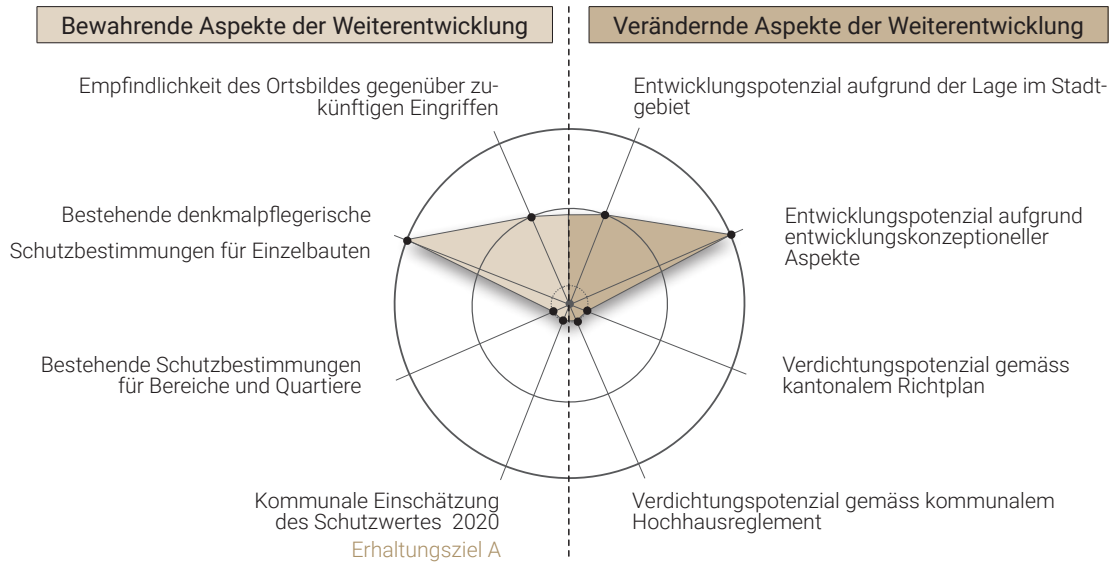 Bewahrende Aspekte der Weiterentwicklung
Verändernde Aspekte der Weiterentwicklung
Empfindlichkeit des Ortsbildes gegenüber zu-
künftigen Eingriffen
Entwicklungspotenzial aufgrund der Lage im Stadt-
gebiet
Bestehende denkmalpflegerische
Schutzbestimmungen für Einzelbauten
Entwicklungspotenzial aufgrund
entwicklungskonzeptioneller
Aspekte
Bestehende Schutzbestimmungen
für Bereiche und Quartiere
Verdichtungspotenzial gemäss
kantonalem Richtplan
Kommunale Einschätzung
des Schutzwertes 2020
Erhaltungsziel A
Verdichtungspotenzial gemäss kommunalem
Hochhausreglement